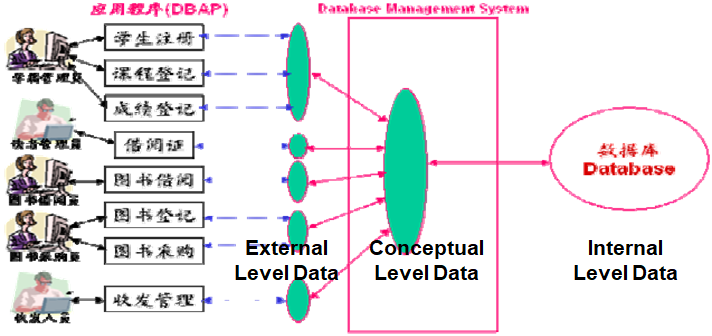 应用程序(DBAP)
Database Management System
学生注册
课程登记
学籍管理员
成绩登记
借阅证
读者管理员
图书借阅
图书借阅员
图书登记
图书采购
图书采购员
收发管理
收发人员
数据库
Database
External
Level Data
Conceptual
Level Data
Internal
Level Data